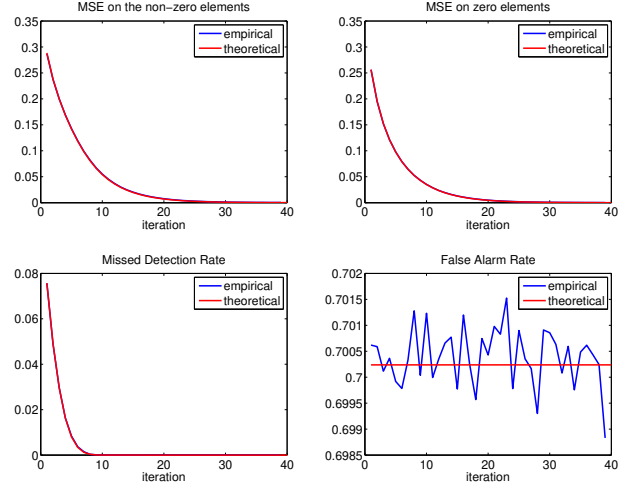 MSE on the non-zero elements
0.35
0.3
0.25
0.2
0.15
0.1
0.05
0
0 10 20 30 40
iteration
empirical
theoretical
MSE on zero elements
0.35
0.3
0.25
0.2
0.15
0.1
0.05
0
0 10 20 30 40
iteration
empirical
theoretical
Missed Detection Rate
0.08
0.06
0.04
0.02
0
0 10 20 30 40
iteration
empirical
theoretical
False Alarm Rate
0.702
0.7015
0.701
0.7005
0.7
0.6995
0.699
0.6985
0 10 20 30 40
iteration
empirical
theoretical